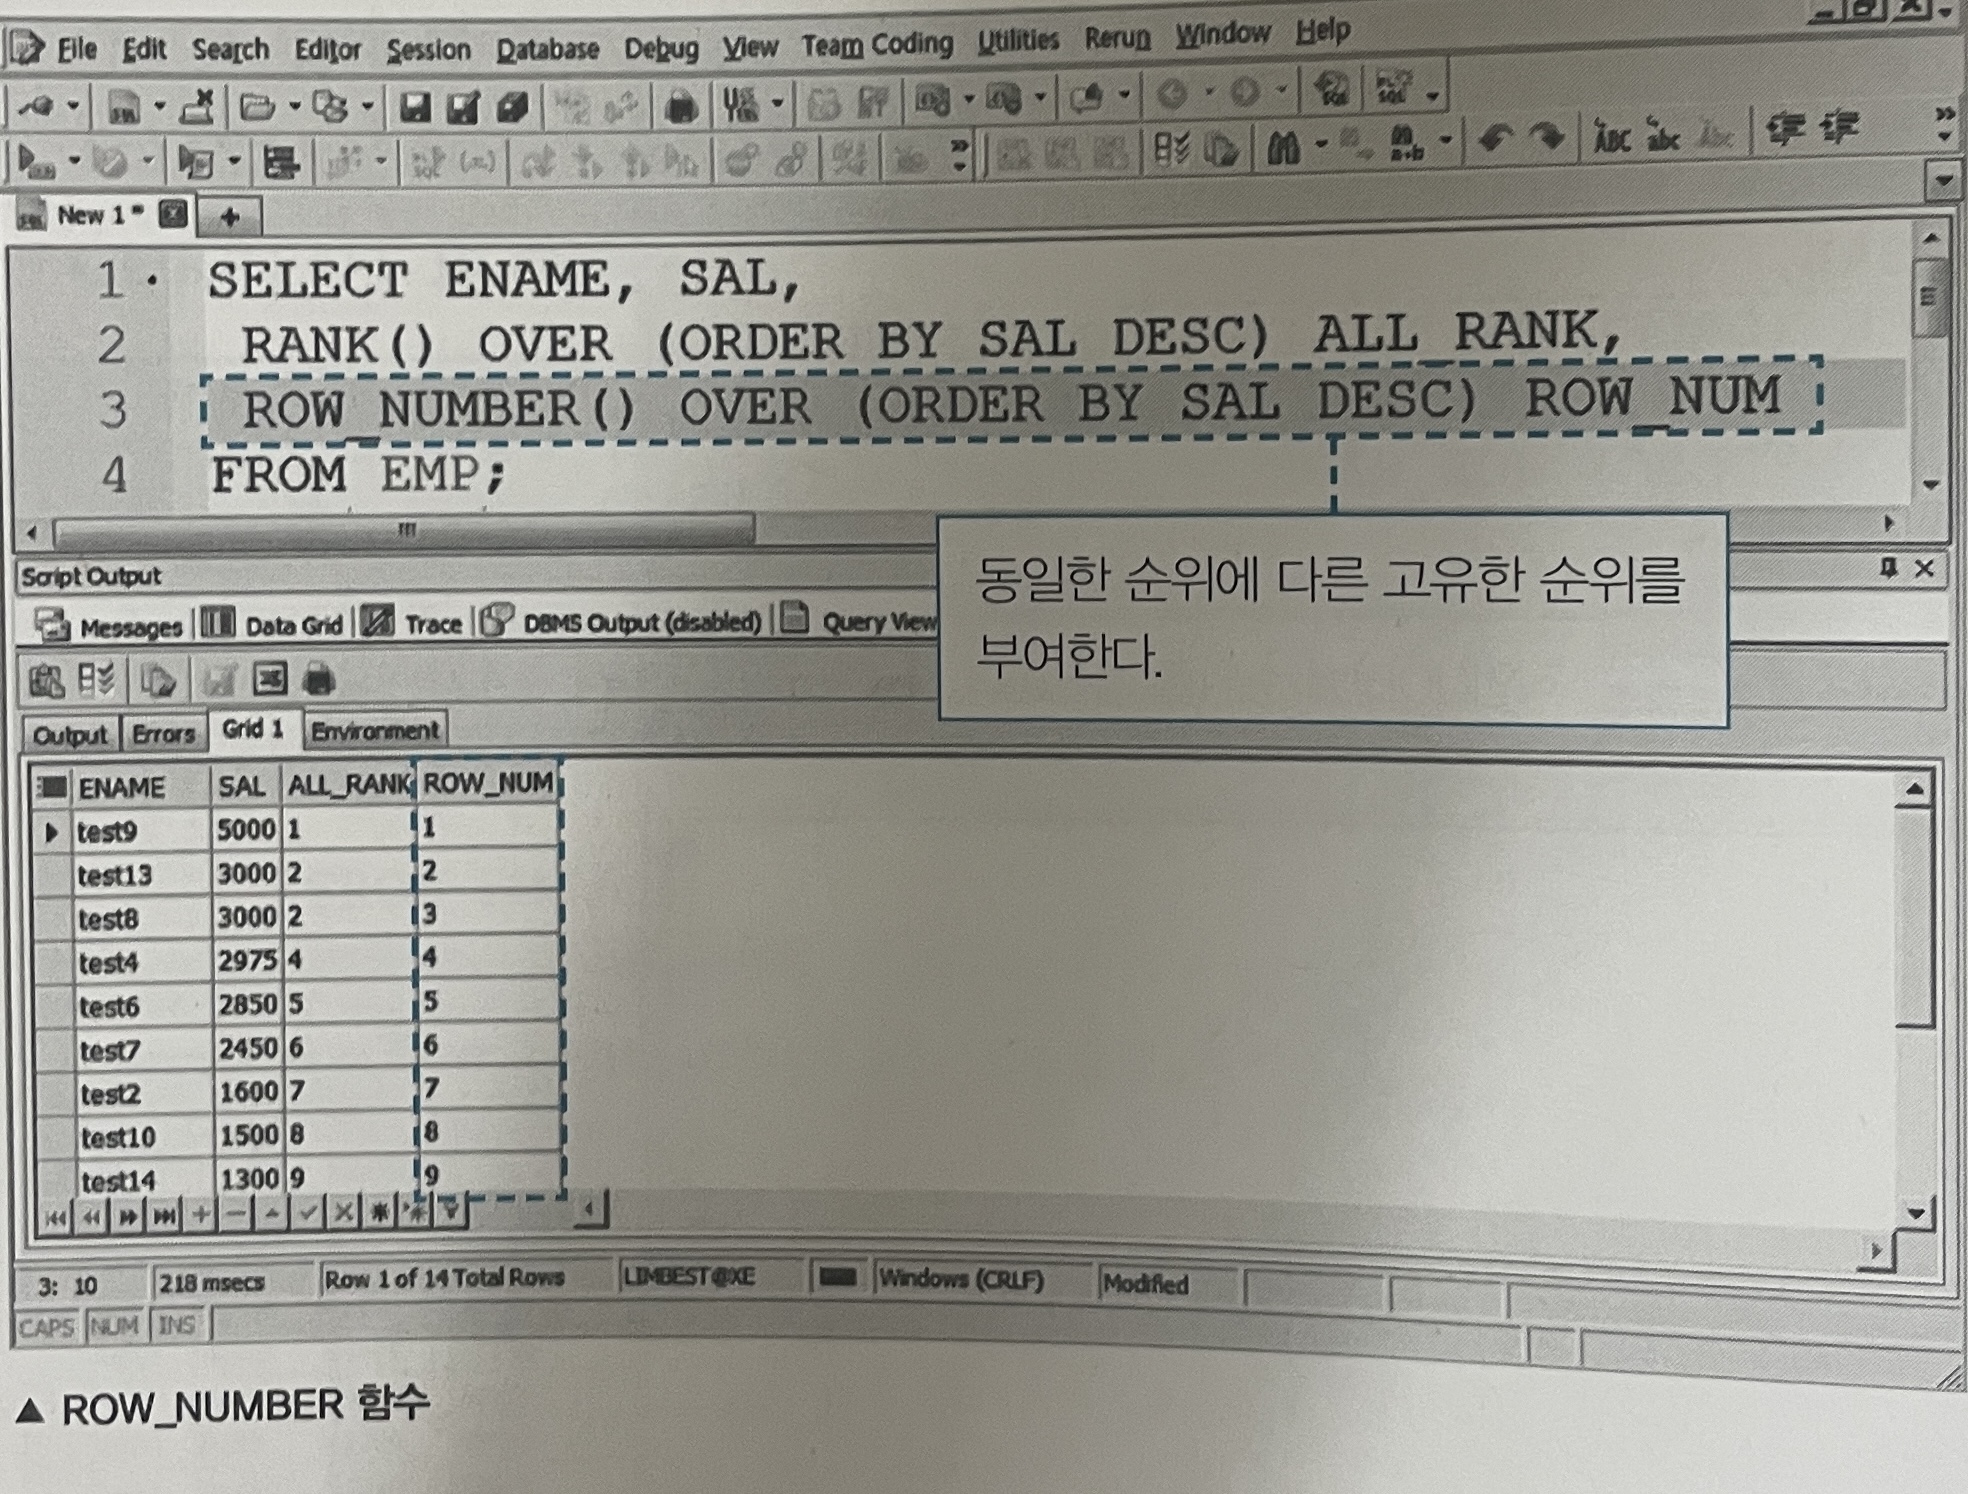 File Edit Search Editor Session Database Debug View Team Coding Utilities Rerun Window Help
New 1 *
1 SELECT ENAME, SAL,
2 RANK() OVER (ORDER BY SAL DESC) ALL_RANK,
3 ROW_NUMBER() OVER (ORDER BY SAL DESC) ROW_NUM
4 FROM EMP;
동일한 순위에 다른 고유한 순위를
부여한다.
Script Output
Messages Data Grid Trace DBMS Output (disabled) Query View
Output Errors Grid 1 Environment
ENAME SAL ALL_RANK ROW_NUM
test9 5000 1 1
test13 3000 2 2
test8 3000 2 3
test4 2975 4 4
test6 2850 5 5
test7 2450 6 6
test2 1600 7 7
test10 1500 8 8
test14 1300 9 9
3: 10 218 msecs Row 1 of 14 Total Rows LIMBEST@XE Windows (CRLF) Modified
CAPS NUM INS
▲ ROW_NUMBER 함수